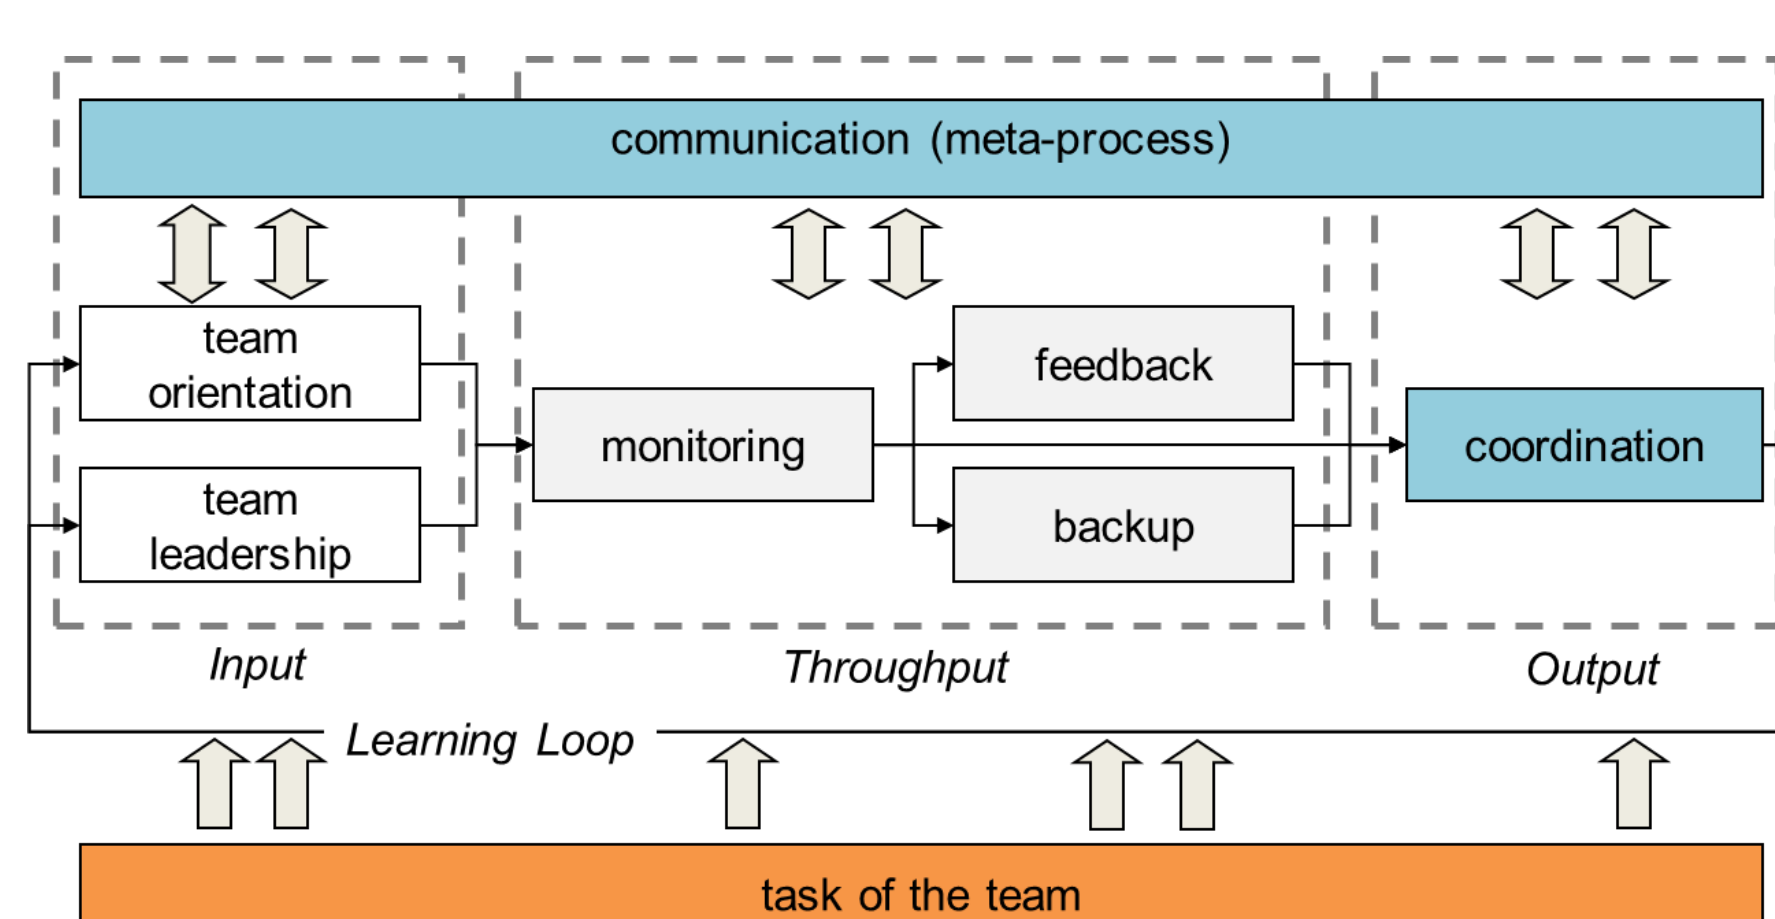 communication (meta-process)
team
orientation
team
leadership
monitoring
feedback
backup
coordination
Input
Throughput
Output
Learning Loop
task of the team